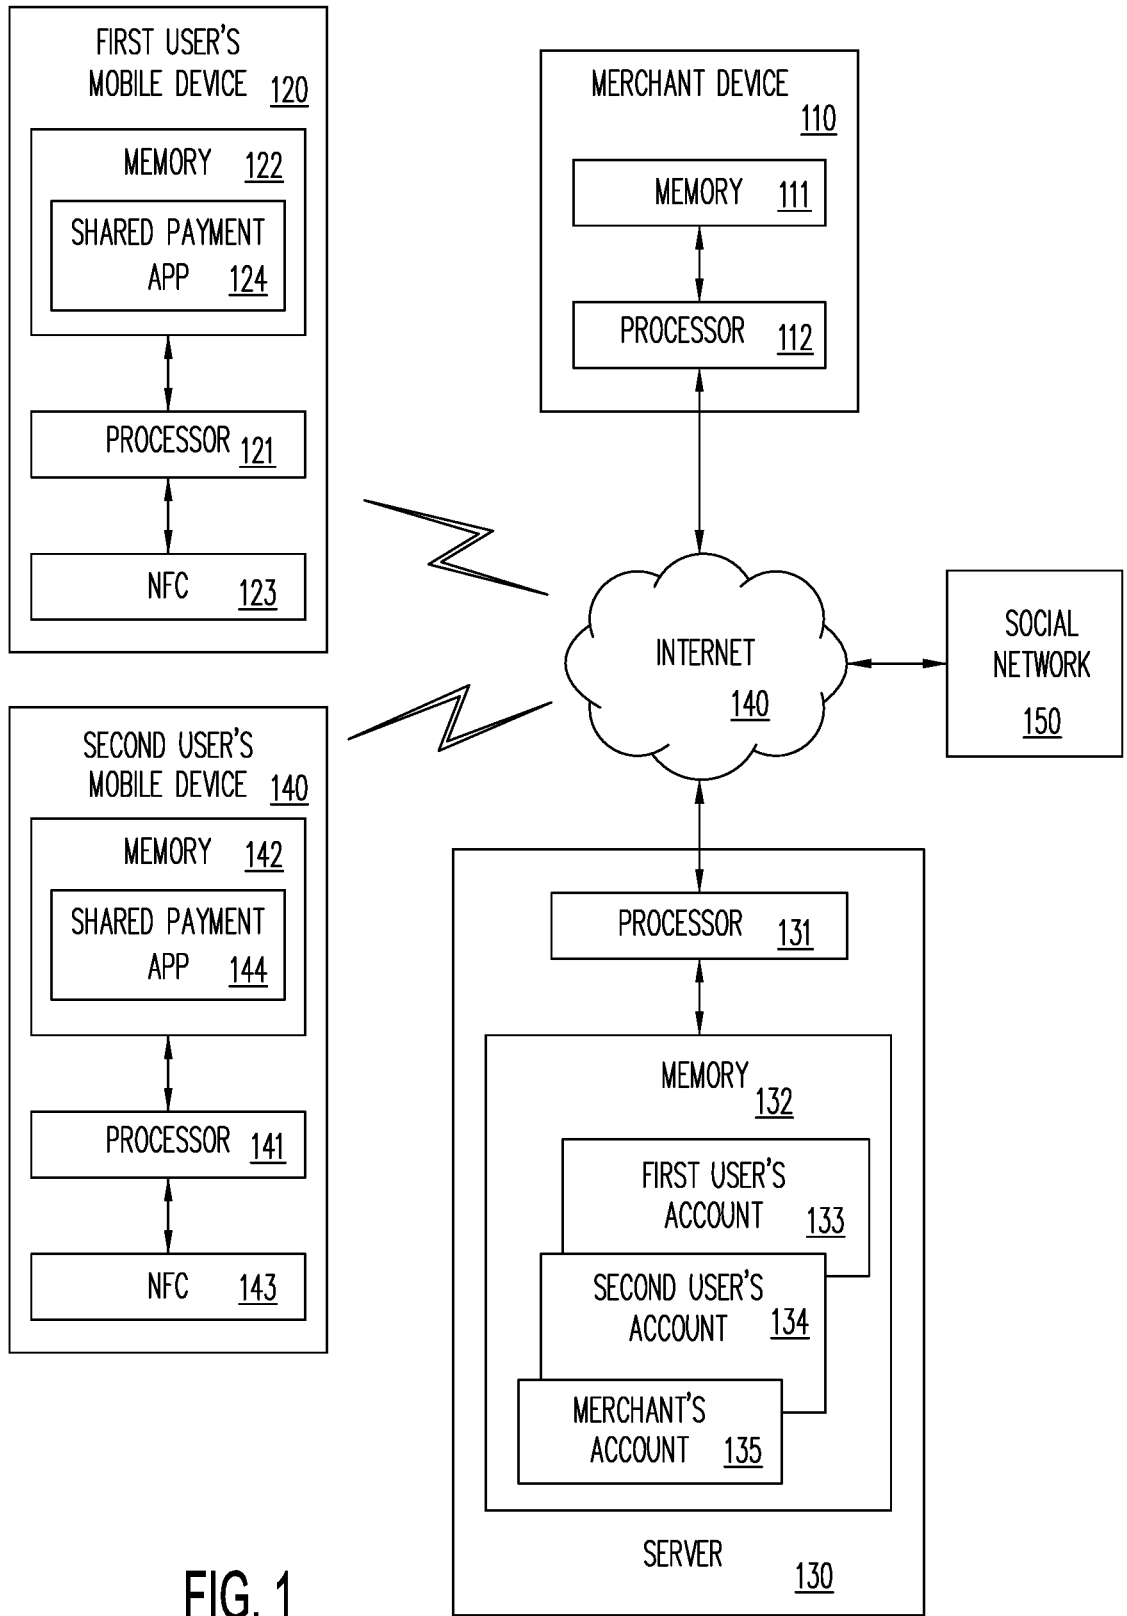 FIRST USER'S
MOBILE DEVICE 120
MEMORY 122
SHARED PAYMENT
APP 124
PROCESSOR 121
NFC 123
MERCHANT DEVICE
110
MEMORY 111
PROCESSOR 112
INTERNET
140
SOCIAL
NETWORK
150
SECOND USER'S
MOBILE DEVICE 140
MEMORY 142
SHARED PAYMENT
APP 144
PROCESSOR 141
NFC 143
PROCESSOR 131
MEMORY 132
FIRST USER'S
ACCOUNT 133
SECOND USER'S
ACCOUNT 134
MERCHANT'S
ACCOUNT 135
SERVER 130
FIG. 1